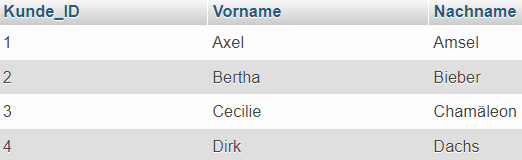 Kunde_ID Vorname Nachname
1 Axel Amsel
2 Bertha Bieber
3 Cecilie Chamäleon
4 Dirk Dachs